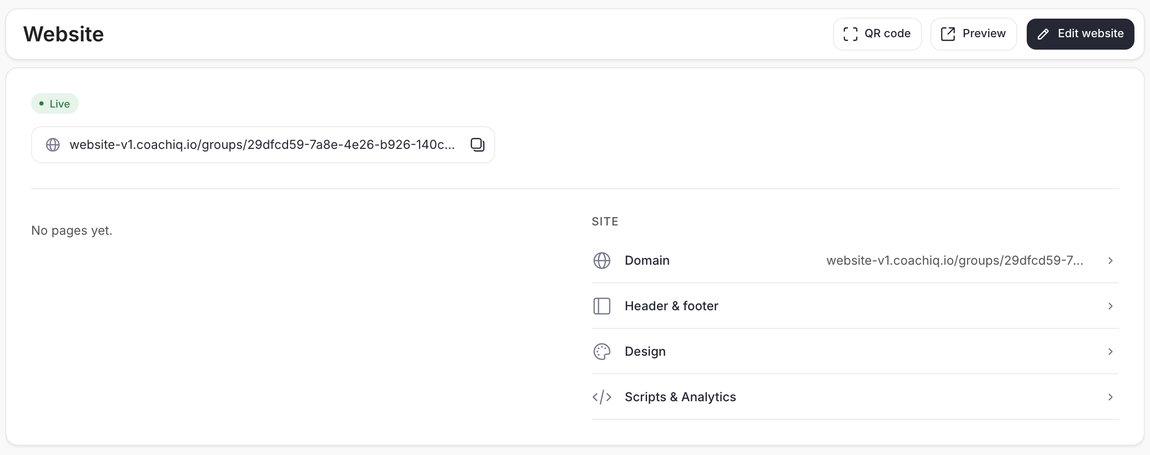 Website
QR code
Preview
Edit website
Live
website-v1.coachiq.io/groups/29dfcd59-7a8e-4e26-b926-140c...
No pages yet.
SITE
Domain
website-v1.coachiq.io/groups/29dfcd59-7...
Header & footer
Design
Scripts & Analytics